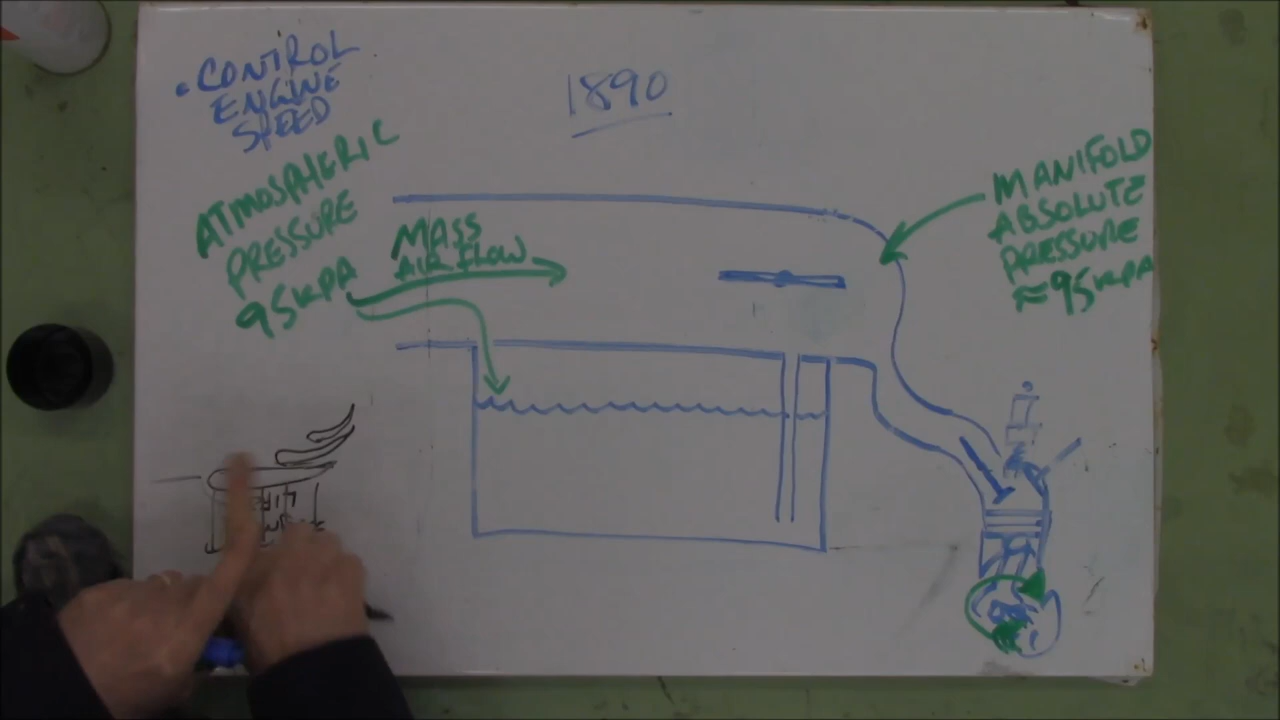 • CONTROL
ENGINE
SPEED
1890
ATMOSPHERIC
PRESSURE
95KPA
MASS
AIR FLOW
MANIFOLD
ABSOLUTE
PRESSURE
≈95KPA